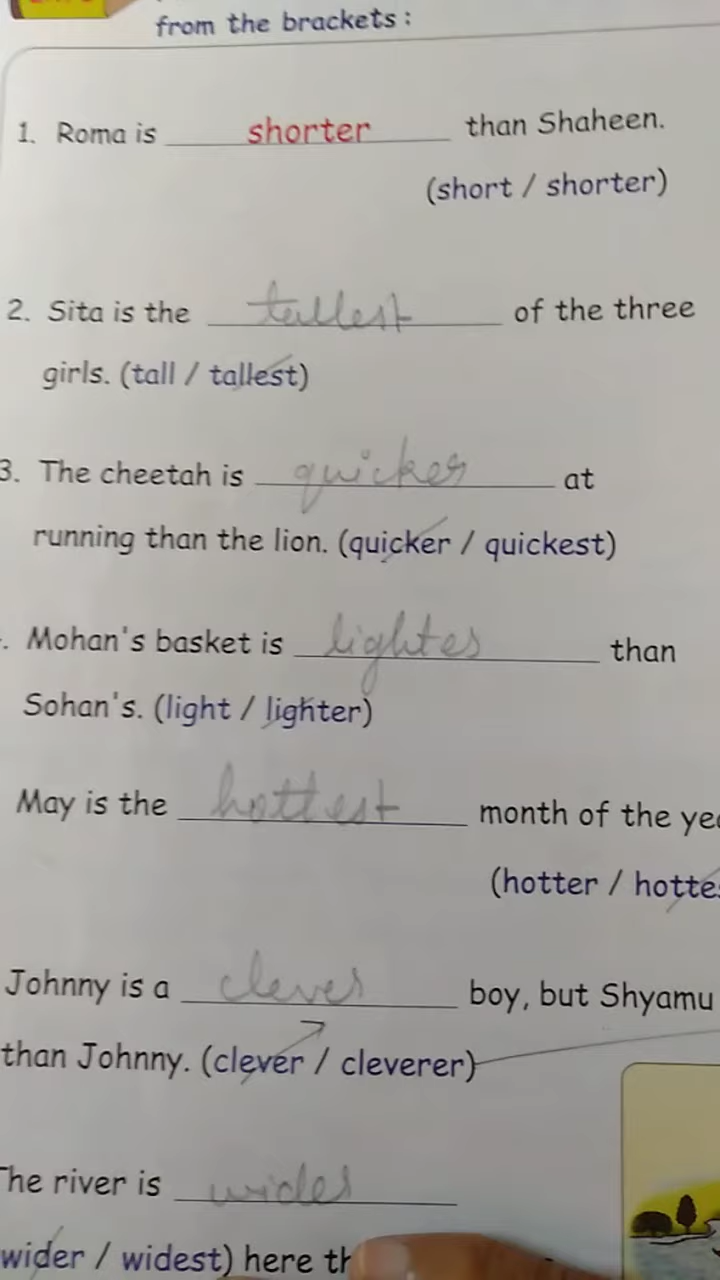 from the brackets :
1. Roma is shorter than Shaheen.
(short / shorter)
2. Sita is the tallest of the three
girls. (tall / tallest)
3. The cheetah is quicker at
running than the lion. (quicker / quickest)
. Mohan's basket is lighter than
Sohan's. (light / lighter)
May is the hottest month of the
(hotter /
Johnny is a clever boy, but Shyamu
than Johnny. (clever / cleverer)
The river is wider
wider / widest) here